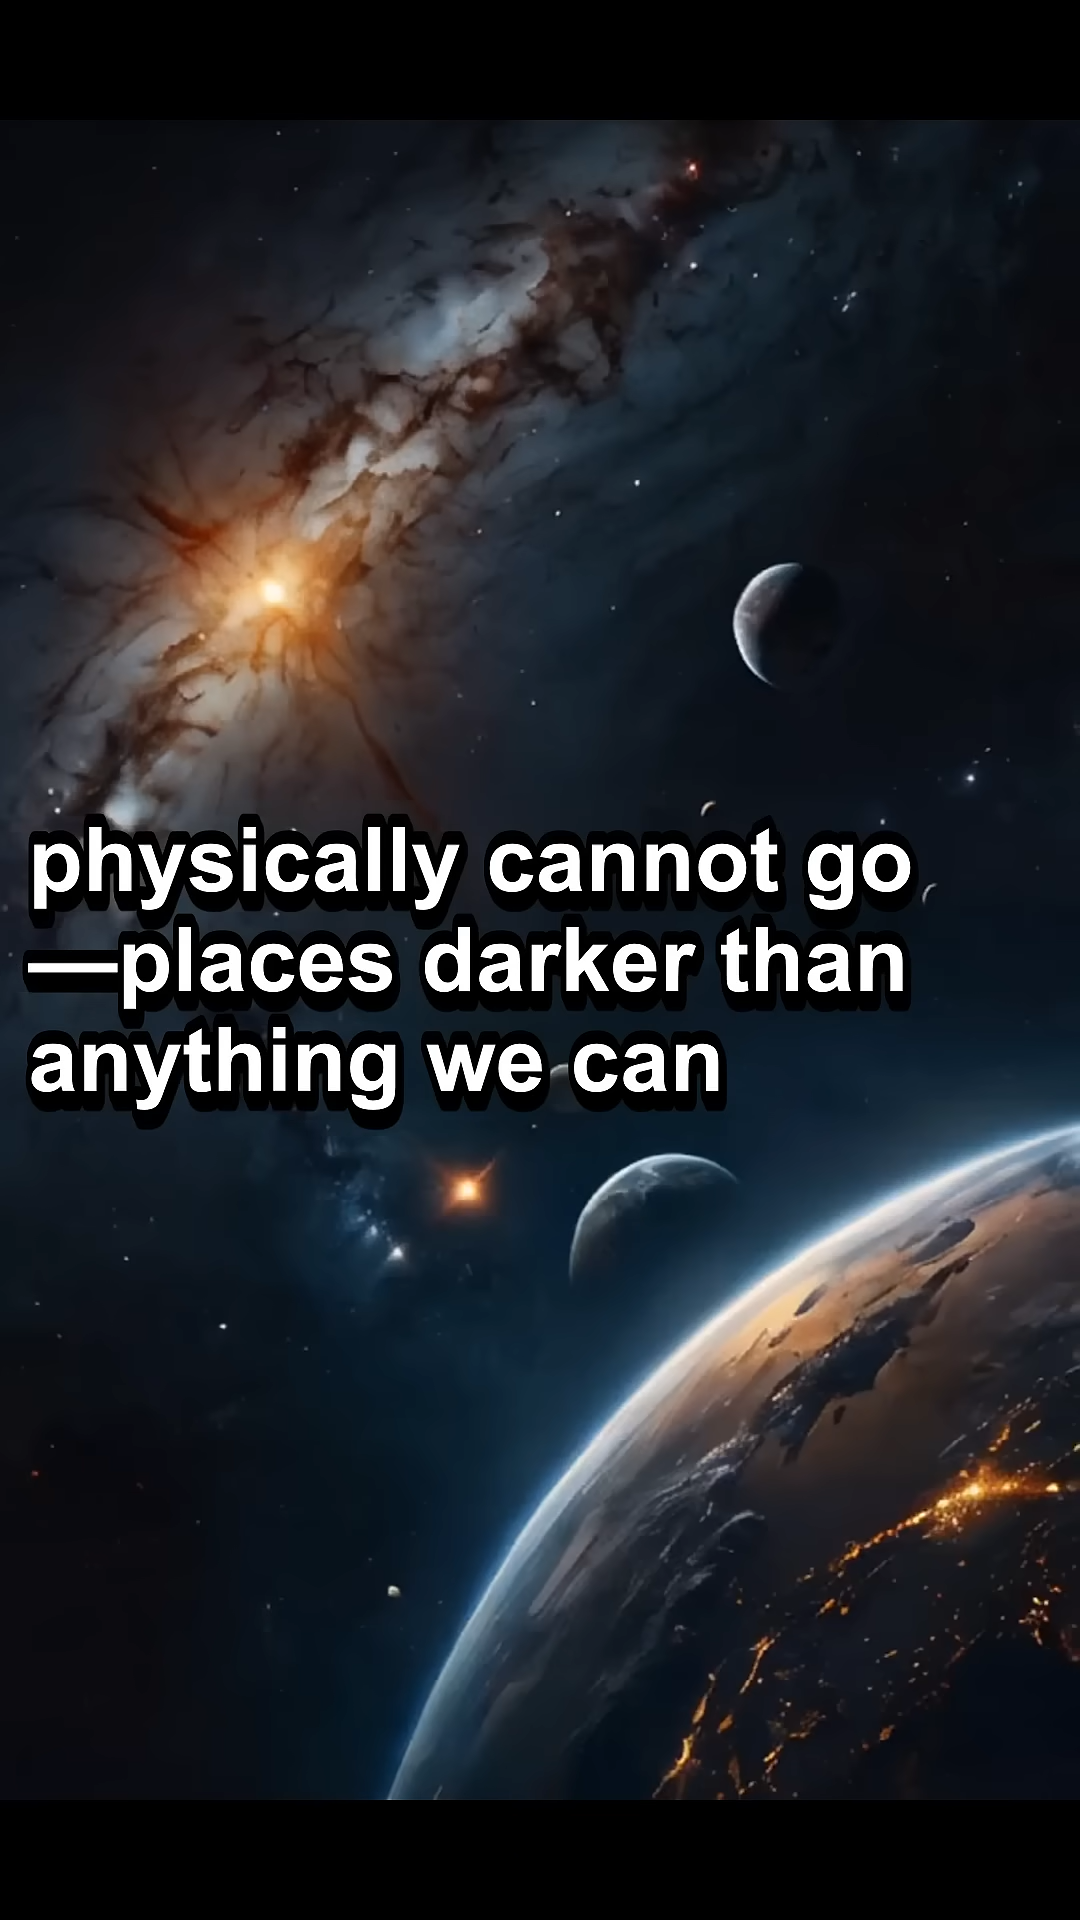 physically cannot go
—places darker than
anything we can